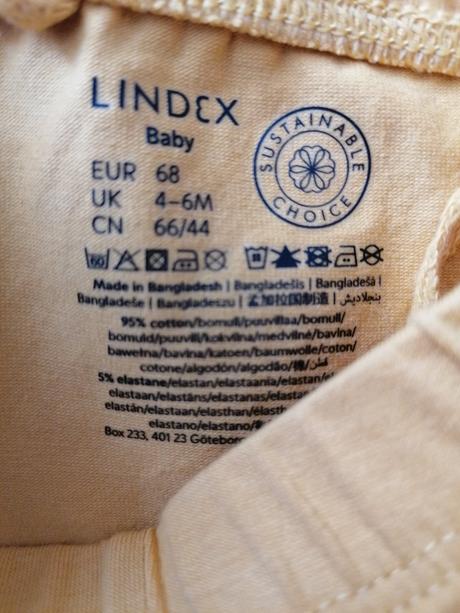 LINDEX
Baby
SUSTAINABLE CHOICE
EUR 68
UK 4–6M
CN 66/44
60
Made in Bangladesh | Bangladešis | Bangladeša |
Bangladeše | Bangladeszu | 孟加拉国制造 | بنجلاديش
95% cotton/bomull/puuvillaa/bomull/
bomuld/puuvill/kokvilna/medvilnė/bavlna/
bawełna/bavlna/katoen/baumwolle/coton/
cotone/algodón/algodão/棉/قطن
5% elastane/elastan/elastaania/elastan/
elastaan/elastāns/elastanas/
elastán/elastaan/elasthan/
elastano/elastano/
Box 233, 401 23 Göteborg